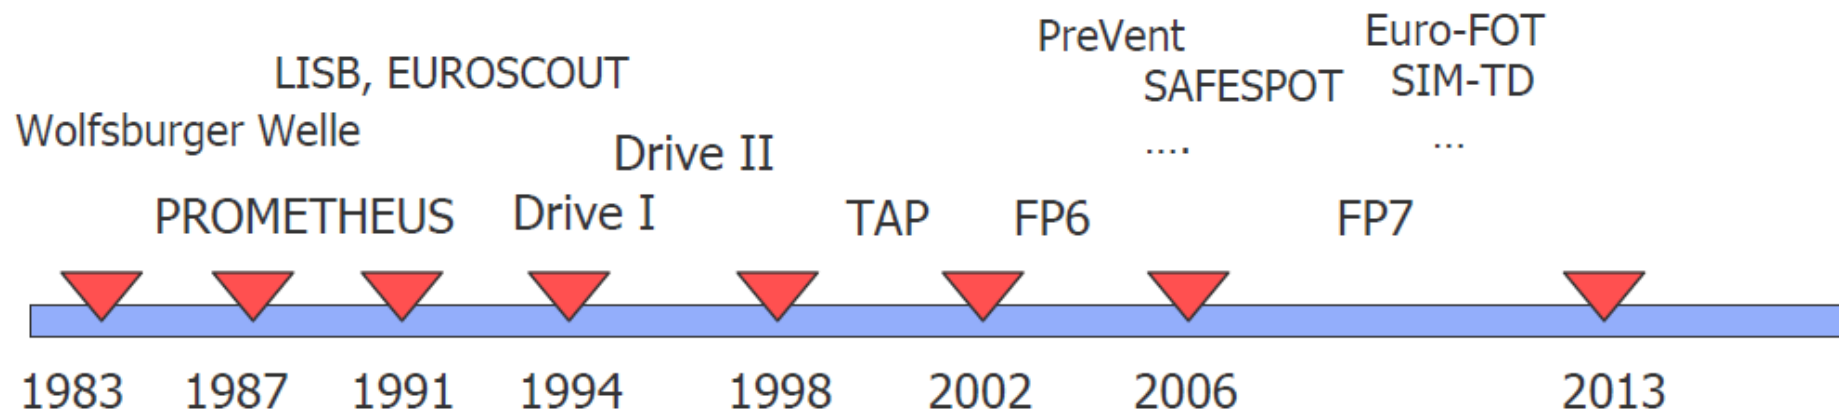 PreVent
Euro-FOT
LISB, EUROSCOUT
SAFESPOT
SIM-TD
Wolfsburger Welle
Drive II
....
...
PROMETHEUS
Drive I
TAP
FP6
FP7
1983
1987
1991
1994
1998
2002
2006
2013